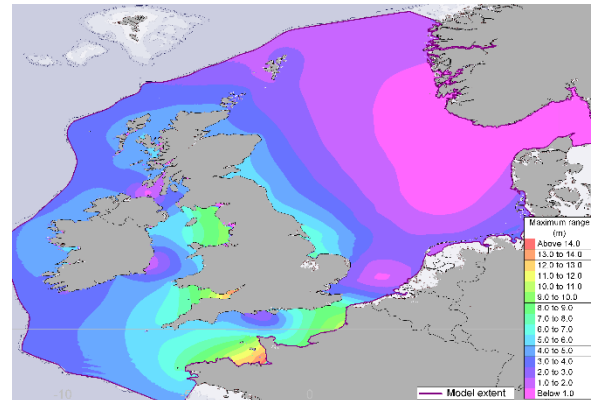 Maximum range
(m)
Above 14.0
13.0 to 14.0
12.0 to 13.0
11.0 to 12.0
10.0 to 11.0
9.0 to 10.0
8.0 to 9.0
7.0 to 8.0
6.0 to 7.0
5.0 to 6.0
4.0 to 5.0
3.0 to 4.0
2.0 to 3.0
1.0 to 2.0
Below 1.0
Model extent
-10
0